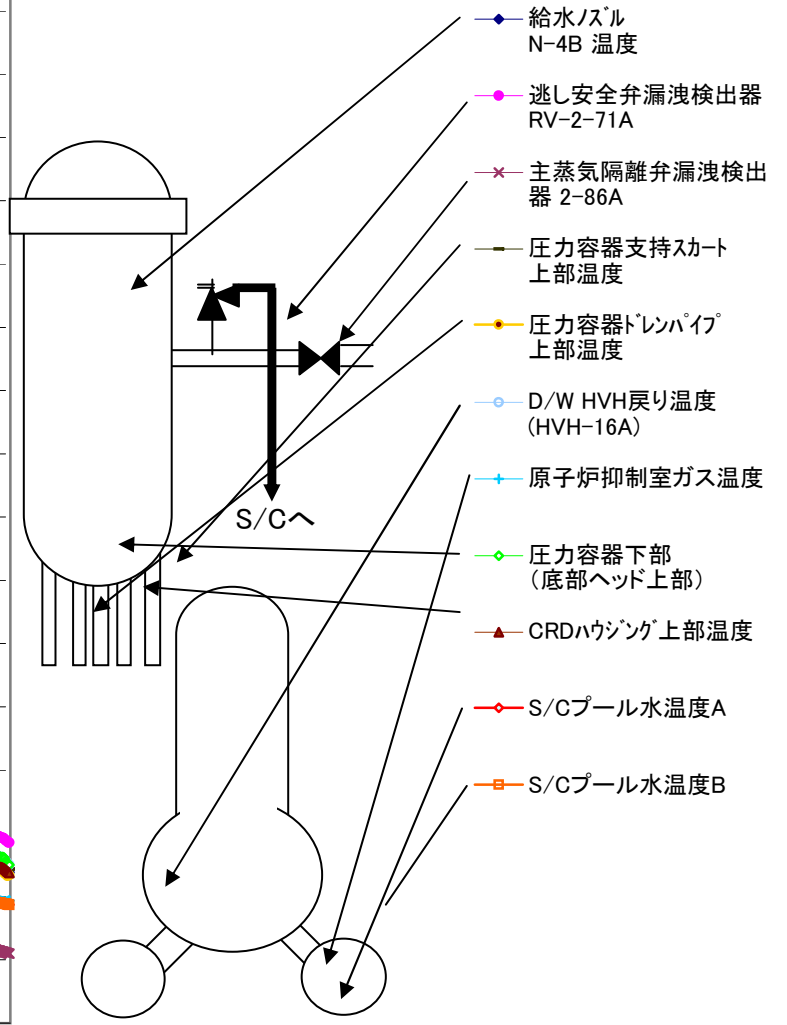 給水ﾉｽﾞﾙ
N-4B 温度
逃し安全弁漏洩検出器
RV-2-71A
主蒸気隔離弁漏洩検出
器 2-86A
圧力容器支持ｽｶｰﾄ
上部温度
圧力容器ﾄﾞﾚﾝﾊﾟｲﾌﾟ
上部温度
D/W HVH戻り温度
(HVH-16A)
原子炉抑制室ガス温度
S/Cへ
圧力容器下部
（底部ヘッド上部）
CRDﾊｳｼﾞﾝｸﾞ上部温度
S/Cプール水温度A
S/Cプール水温度B